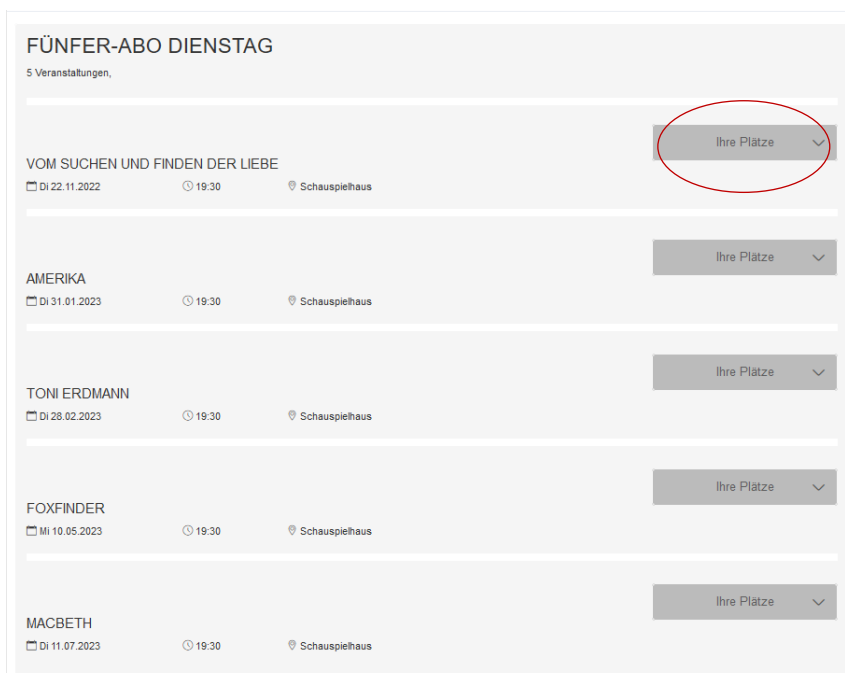 FÜNFER-ABO DIENSTAG
5 Veranstaltungen,
Ihre Plätze
VOM SUCHEN UND FINDEN DER LIEBE
Di 22.11.2022 19:30 Schauspielhaus
Ihre Plätze
AMERIKA
Di 31.01.2023 19:30 Schauspielhaus
Ihre Plätze
TONI ERDMANN
Di 28.02.2023 19:30 Schauspielhaus
Ihre Plätze
FOXFINDER
Mi 10.05.2023 19:30 Schauspielhaus
Ihre Plätze
MACBETH
Di 11.07.2023 19:30 Schauspielhaus